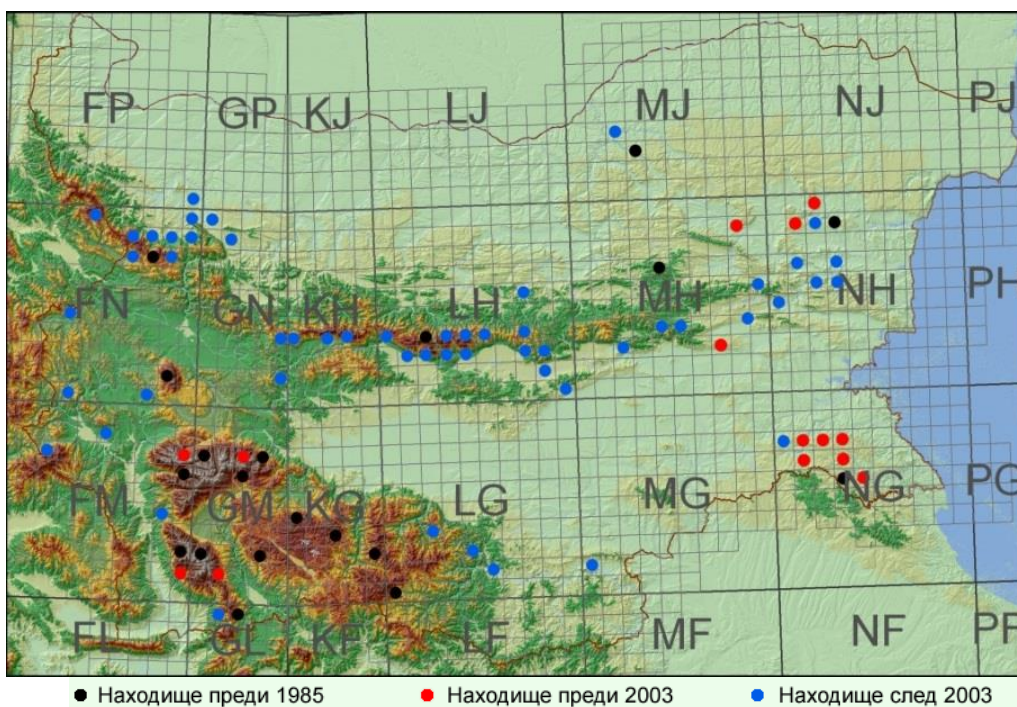 FP GP KJ LJ MJ NJ PJ
FN GN KH LH MH NH PH
FM GM KG LG MG NG PG
FL GL KF LF MF NF PF
Находище преди 1985 Находище преди 2003 Находище след 2003